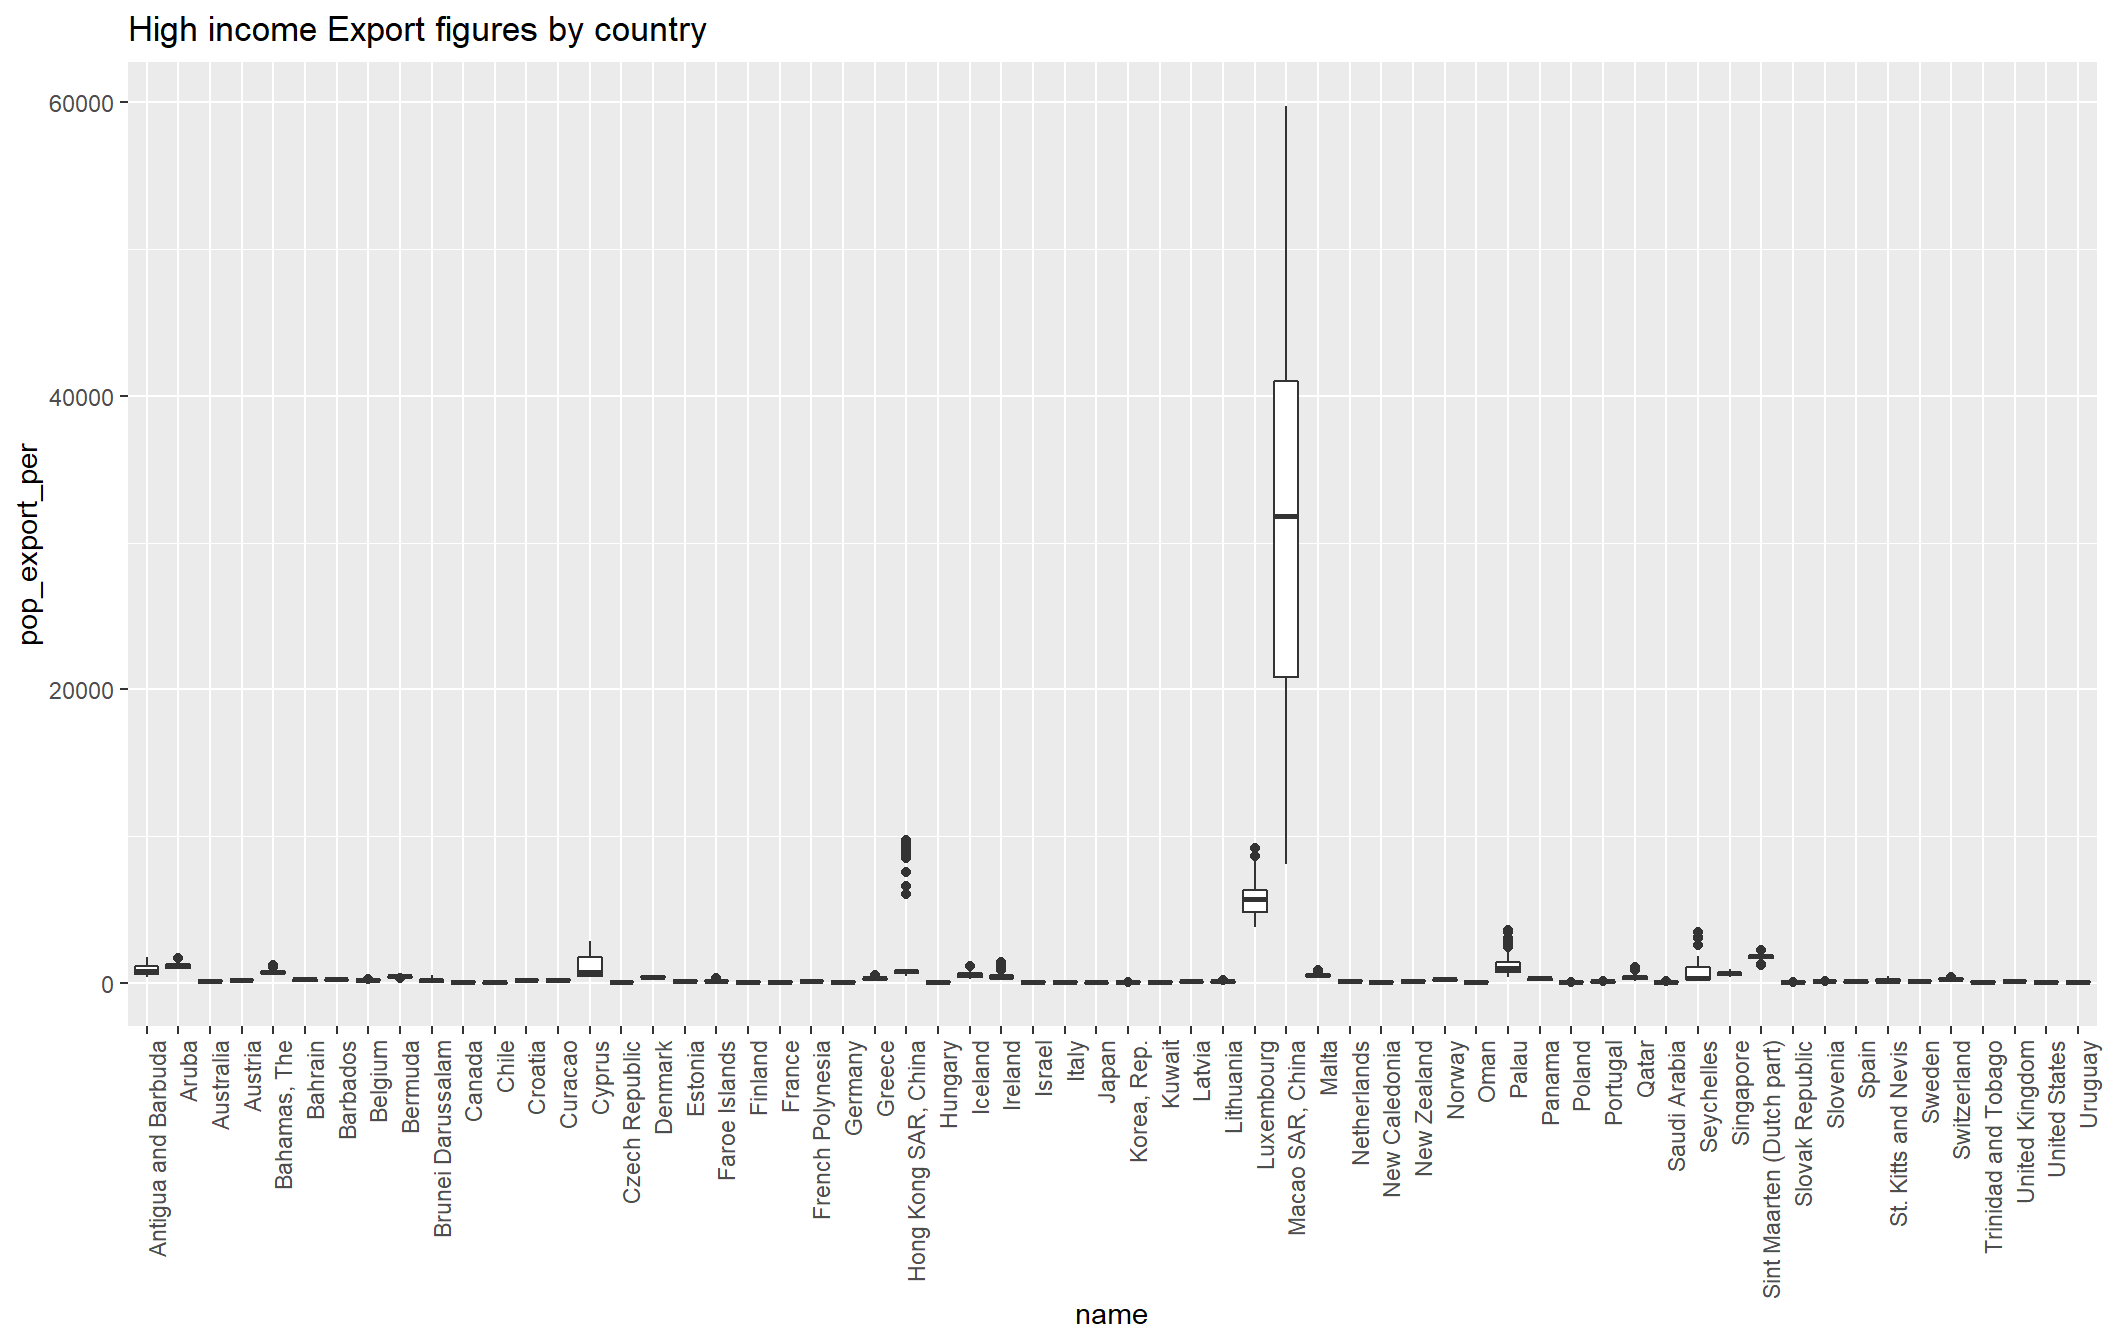 High income Export figures by country
60000
40000
20000
0
pop_export_per
Antigua and Barbuda
Aruba
Australia
Austria
Bahamas, The
Bahrain
Barbados
Belgium
Bermuda
Brunei Darussalam
Canada
Chile
Croatia
Curacao
Cyprus
Czech Republic
Denmark
Estonia
Faroe Islands
Finland
France
French Polynesia
Germany
Greece
Hong Kong SAR, China
Hungary
Iceland
Ireland
Israel
Italy
Japan
Korea, Rep.
Kuwait
Latvia
Lithuania
Luxembourg
Macao SAR, China
Malta
Netherlands
New Caledonia
New Zealand
Norway
Oman
Palau
Panama
Poland
Portugal
Qatar
Saudi Arabia
Seychelles
Singapore
Sint Maarten (Dutch part)
Slovak Republic
Slovenia
Spain
St. Kitts and Nevis
Sweden
Switzerland
Trinidad and Tobago
United Kingdom
United States
Uruguay
name